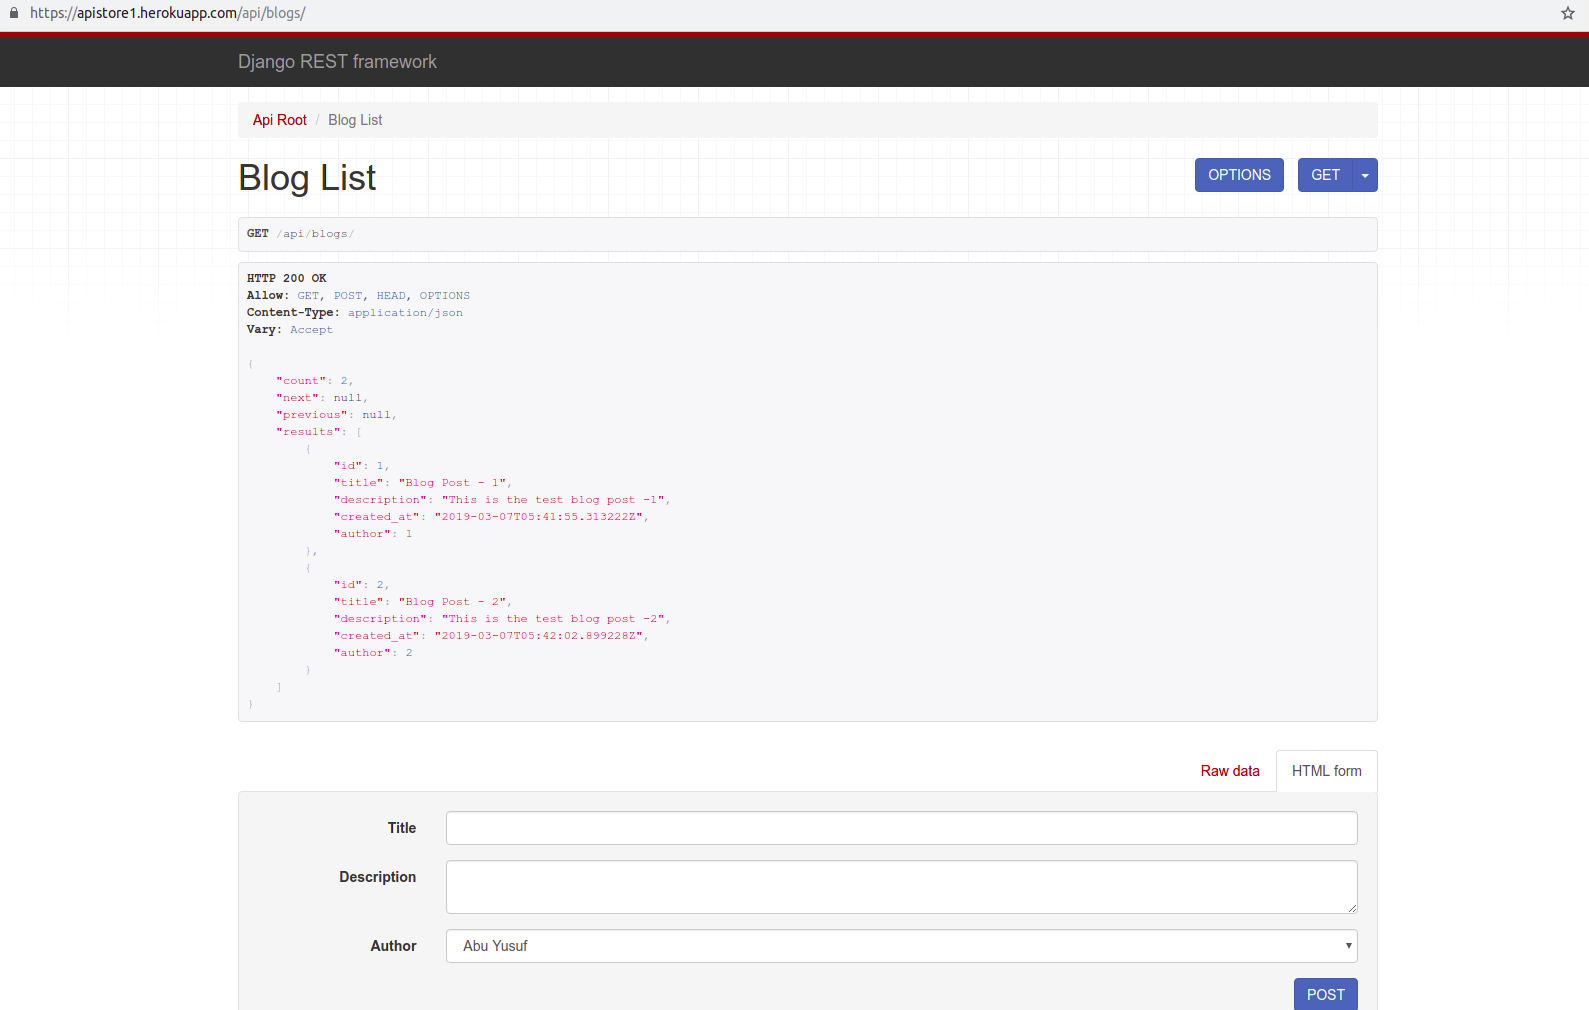 https://apistore1.herokuapp.com/api/blogs/
Django REST framework
Api Root / Blog List
Blog List
OPTIONS GET
GET /api/blogs/
HTTP 200 OK
Allow: GET, POST, HEAD, OPTIONS
Content-Type: application/json
Vary: Accept
{
"count": 2,
"next": null,
"previous": null,
"results": [
{
"id": 1,
"title": "Blog Post - 1",
"description": "This is the test blog post -1",
"created_at": "2019-03-07T05:41:55.313222Z",
"author": 1
},
{
"id": 2,
"title": "Blog Post - 2",
"description": "This is the test blog post -2",
"created_at": "2019-03-07T05:42:02.899228Z",
"author": 2
}
]
}
Raw data HTML form
Title
Description
Author Abu Yusuf
POST